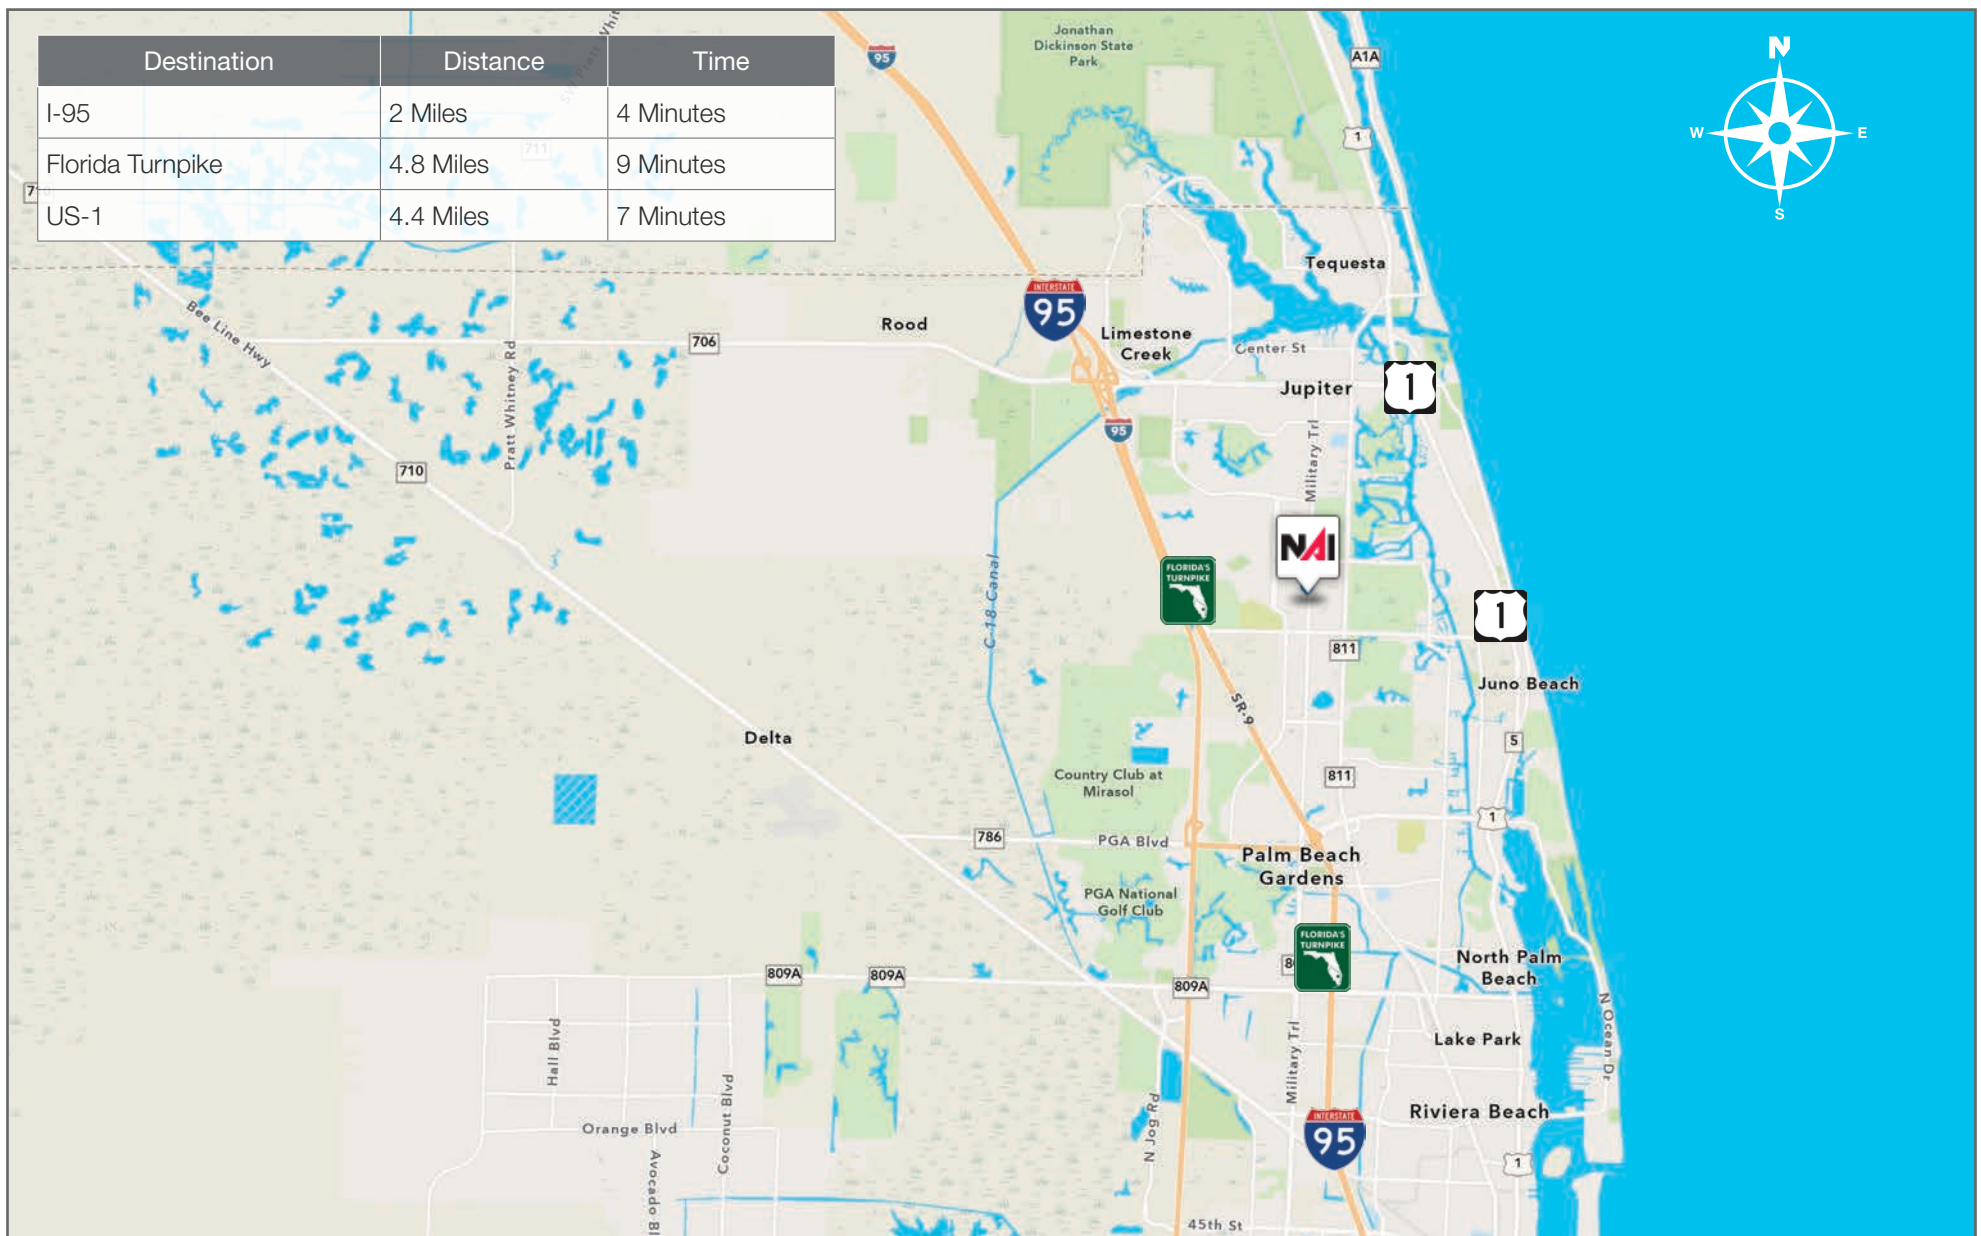 Destination Distance Time
I-95 2 Miles 4 Minutes
Florida Turnpike 4.8 Miles 9 Minutes
US-1 4.4 Miles 7 Minutes
711
95
Jonathan
Dickinson State
Park
A1A
1
N
W E
S
Tequesta
Bee Line Hwy
Pratt Whitney Rd
706
Rood
INTERSTATE
95
Limestone
Creek
Center St
Jupiter
1
95
710
Military Trl
NAI
C-18 Canal
FLORIDA'S
TURNPIKE
1
811
Juno Beach
SR-9
5
Delta
Country Club at
Mirasol
811
1
786
PGA Blvd
Palm Beach
Gardens
PGA National
Golf Club
FLORIDA'S
TURNPIKE
North Palm
Beach
809A
809A
809A
N Ocean Dr
Hall Blvd
Lake Park
Military Trl
Coconut Blvd
N Jog Rd
Riviera Beach
Orange Blvd
INTERSTATE
95
Avocado Bl
1
45th St